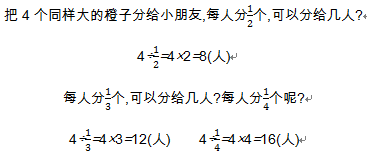 把 4 个同样大的橙子分给小朋友,每人分1/2个,可以分给几人?
4÷1/2=4×2=8(人)
每人分1/3个,可以分给几人?每人分1/4个呢?
4÷1/3=4×3=12(人) 4÷1/4=4×4=16(人)